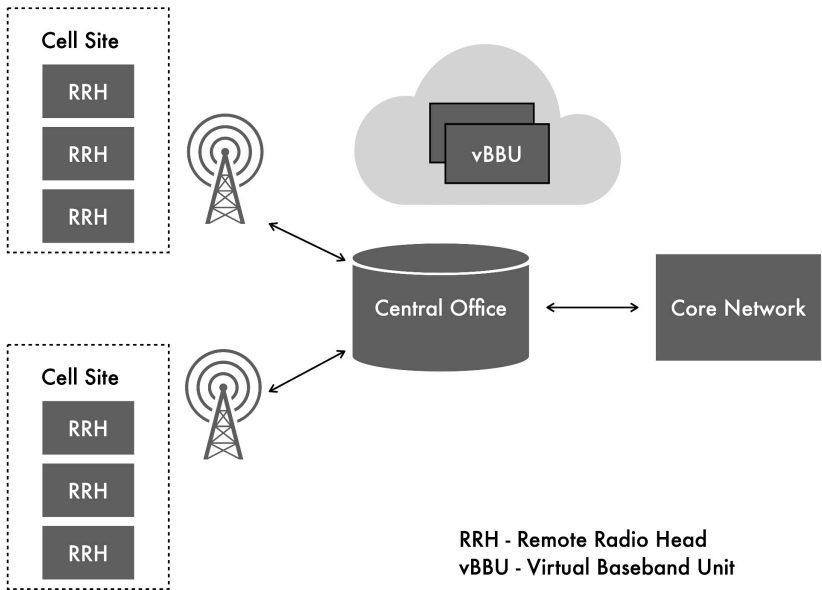 Cell Site
RRH
RRH
RRH
vBBU
Central Office
Core Network
Cell Site
RRH
RRH
RRH
RRH - Remote Radio Head
vBBU - Virtual Baseband Unit